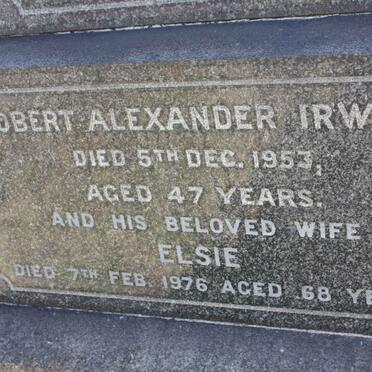 OBERT ALEXANDER IRW
DIED 5TH DEC. 1953,
AGED 47 YEARS.
AND HIS BELOVED WIFE
ELSIE
DIED 7TH FEB. 1976 AGED 68 YE